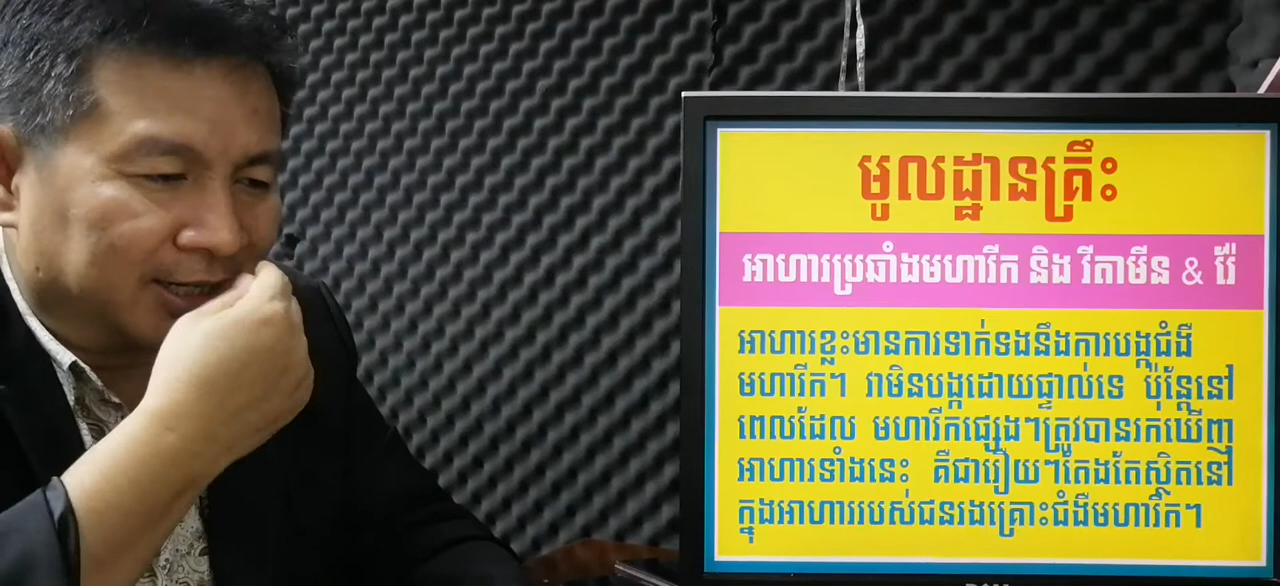 មូលដ្ឋានគ្រឹះ
អាហារប្រឆាំងមហារីក និង វីតាមីន & រ៉ែ
អាហារខ្លះមានការទាក់ទងនឹងការបង្កជំងឺ
មហារីក។ វាមិនបង្កដោយផ្ទាល់ទេ ប៉ុន្តែនៅ
ពេលដែល មហារីកផ្សេងៗត្រូវបានរកឃើញ
អាហារទាំងនេះ គឺជារឿយៗតែងតែស្ថិតនៅ
ក្នុងអាហាររបស់ជនរងគ្រោះជំងឺមហារីក។